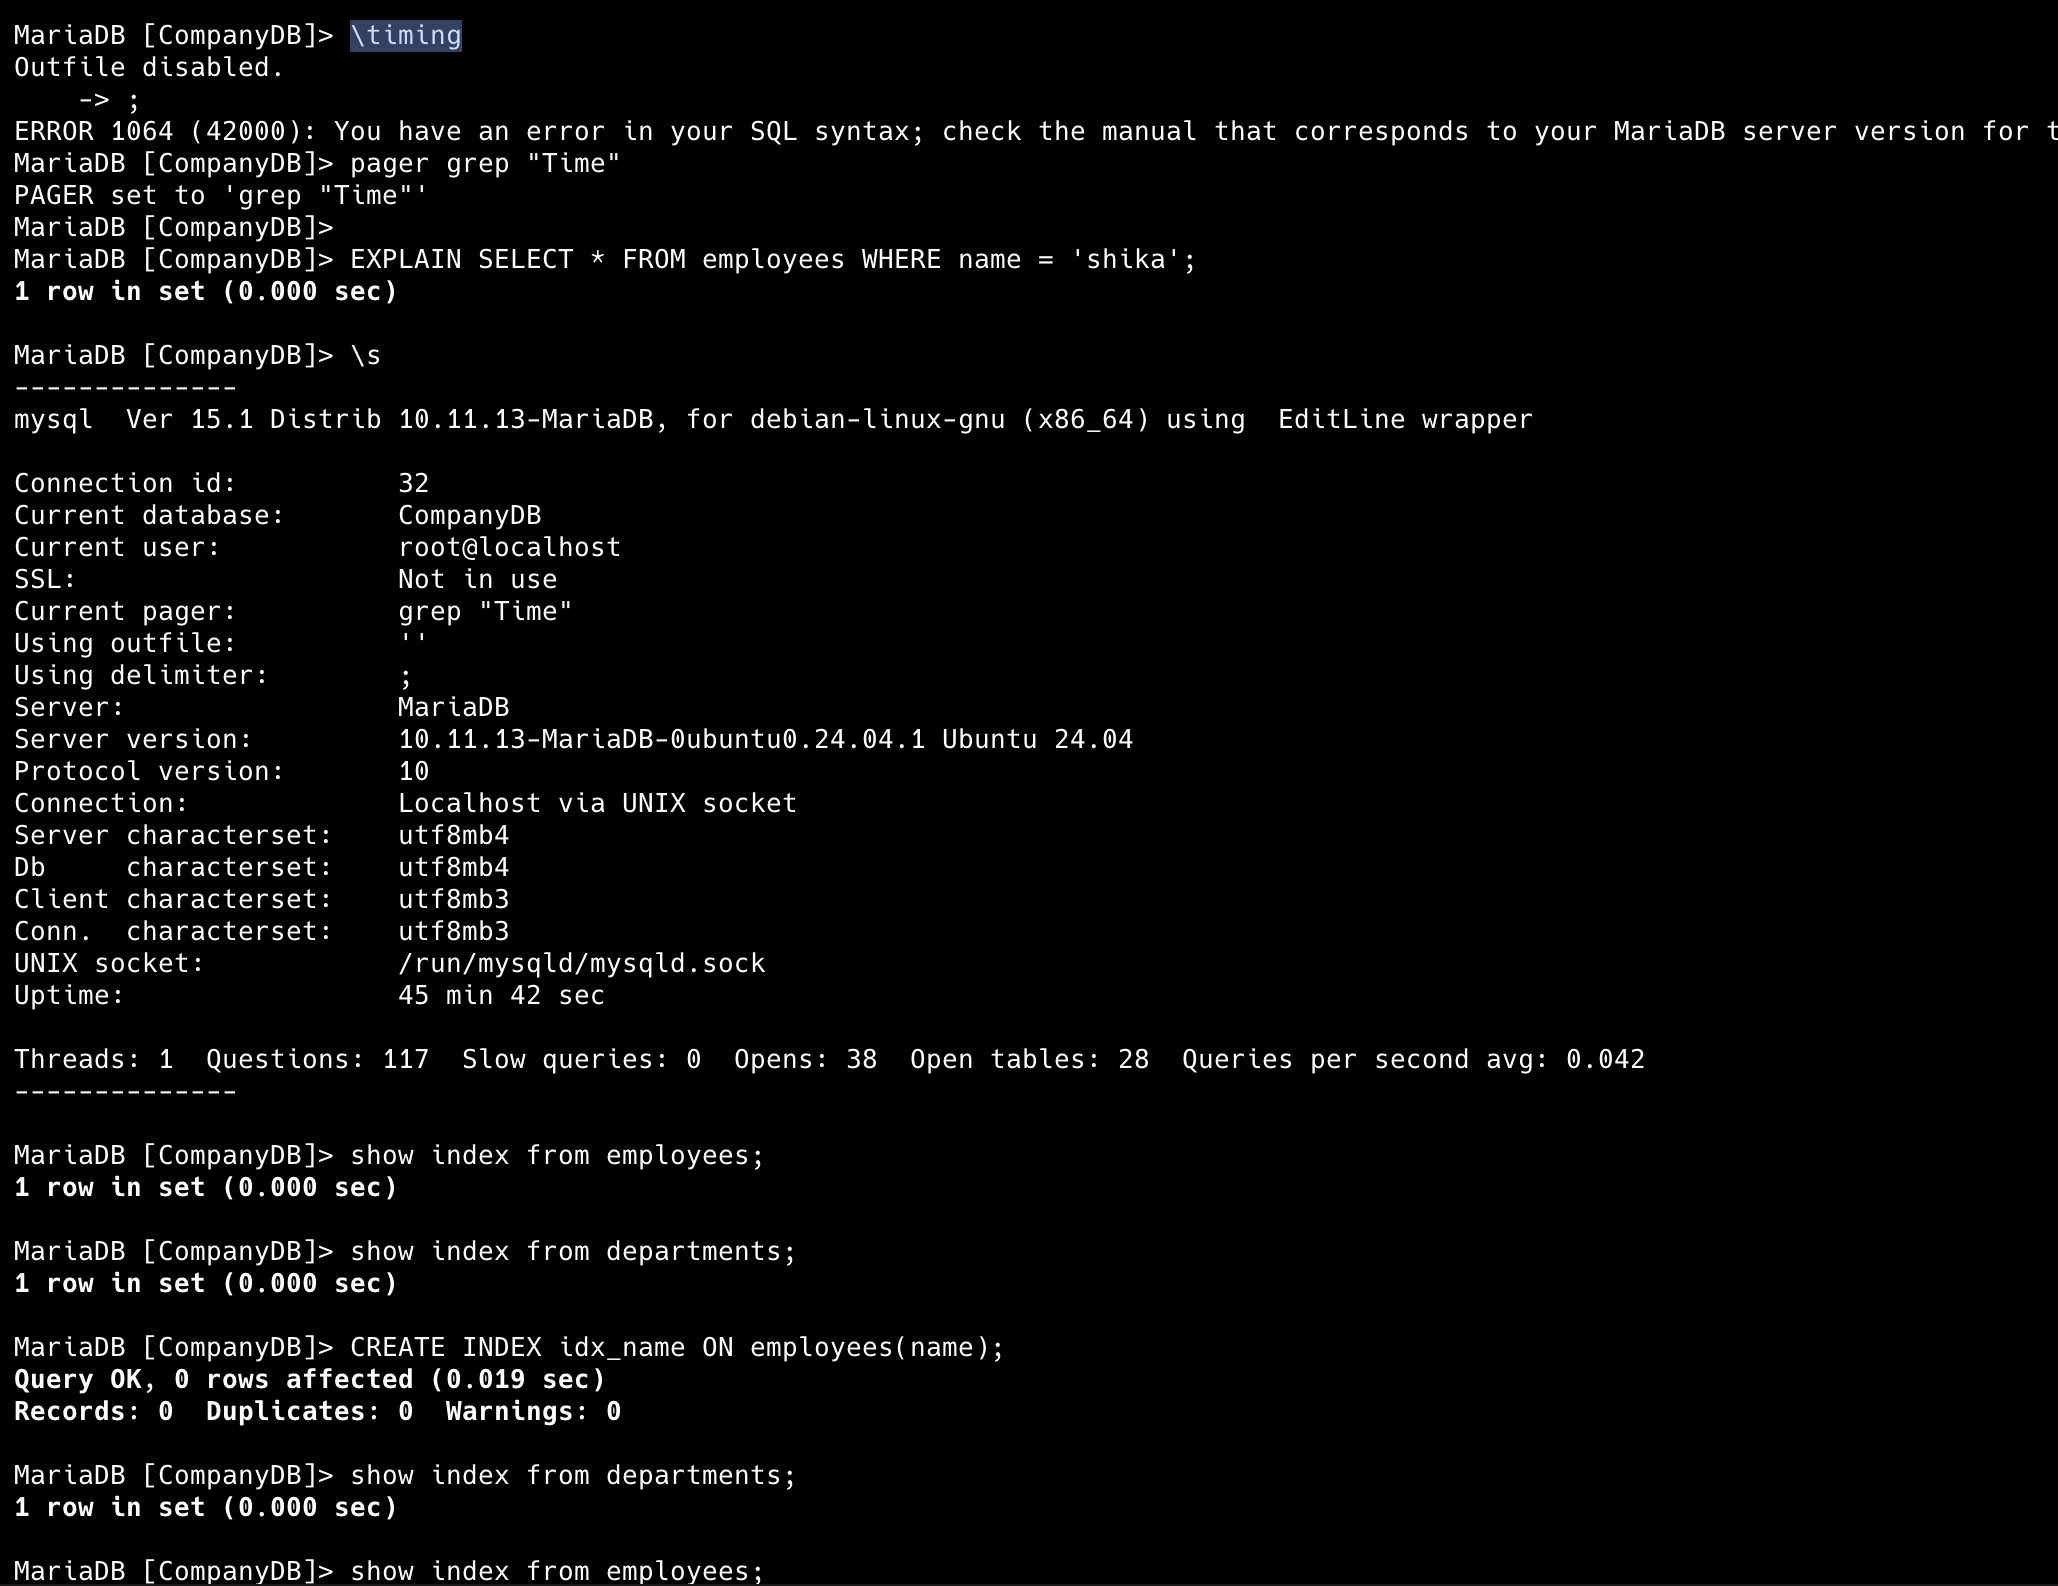 MariaDB [CompanyDB]> \timing
Outfile disabled.
    -> ;
ERROR 1064 (42000): You have an error in your SQL syntax; check the manual that corresponds to your MariaDB server version for t
MariaDB [CompanyDB]> pager grep "Time"
PAGER set to 'grep "Time"'
MariaDB [CompanyDB]>
MariaDB [CompanyDB]> EXPLAIN SELECT * FROM employees WHERE name = 'shika';
1 row in set (0.000 sec)

MariaDB [CompanyDB]> \s
--------------
mysql  Ver 15.1 Distrib 10.11.13-MariaDB, for debian-linux-gnu (x86_64) using  EditLine wrapper

Connection id:          32
Current database:       CompanyDB
Current user:           root@localhost
SSL:                    Not in use
Current pager:          grep "Time"
Using outfile:          ''
Using delimiter:        ;
Server:                 MariaDB
Server version:         10.11.13-MariaDB-0ubuntu0.24.04.1 Ubuntu 24.04
Protocol version:       10
Connection:             Localhost via UNIX socket
Server characterset:    utf8mb4
Db     characterset:    utf8mb4
Client characterset:    utf8mb3
Conn.  characterset:    utf8mb3
UNIX socket:            /run/mysqld/mysqld.sock
Uptime:                 45 min 42 sec

Threads: 1  Questions: 117  Slow queries: 0  Opens: 38  Open tables: 28  Queries per second avg: 0.042
--------------

MariaDB [CompanyDB]> show index from employees;
1 row in set (0.000 sec)

MariaDB [CompanyDB]> show index from departments;
1 row in set (0.000 sec)

MariaDB [CompanyDB]> CREATE INDEX idx_name ON employees(name);
Query OK, 0 rows affected (0.019 sec)
Records: 0  Duplicates: 0  Warnings: 0

MariaDB [CompanyDB]> show index from departments;
1 row in set (0.000 sec)

MariaDB [CompanyDB]> show index from employees;